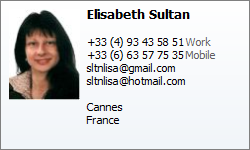 Elisabeth Sultan
+33 (4) 93 43 58 51 Work
+33 (6) 63 57 75 35 Mobile
sltnlisa@gmail.com
sltnlisa@hotmail.com
Cannes
France